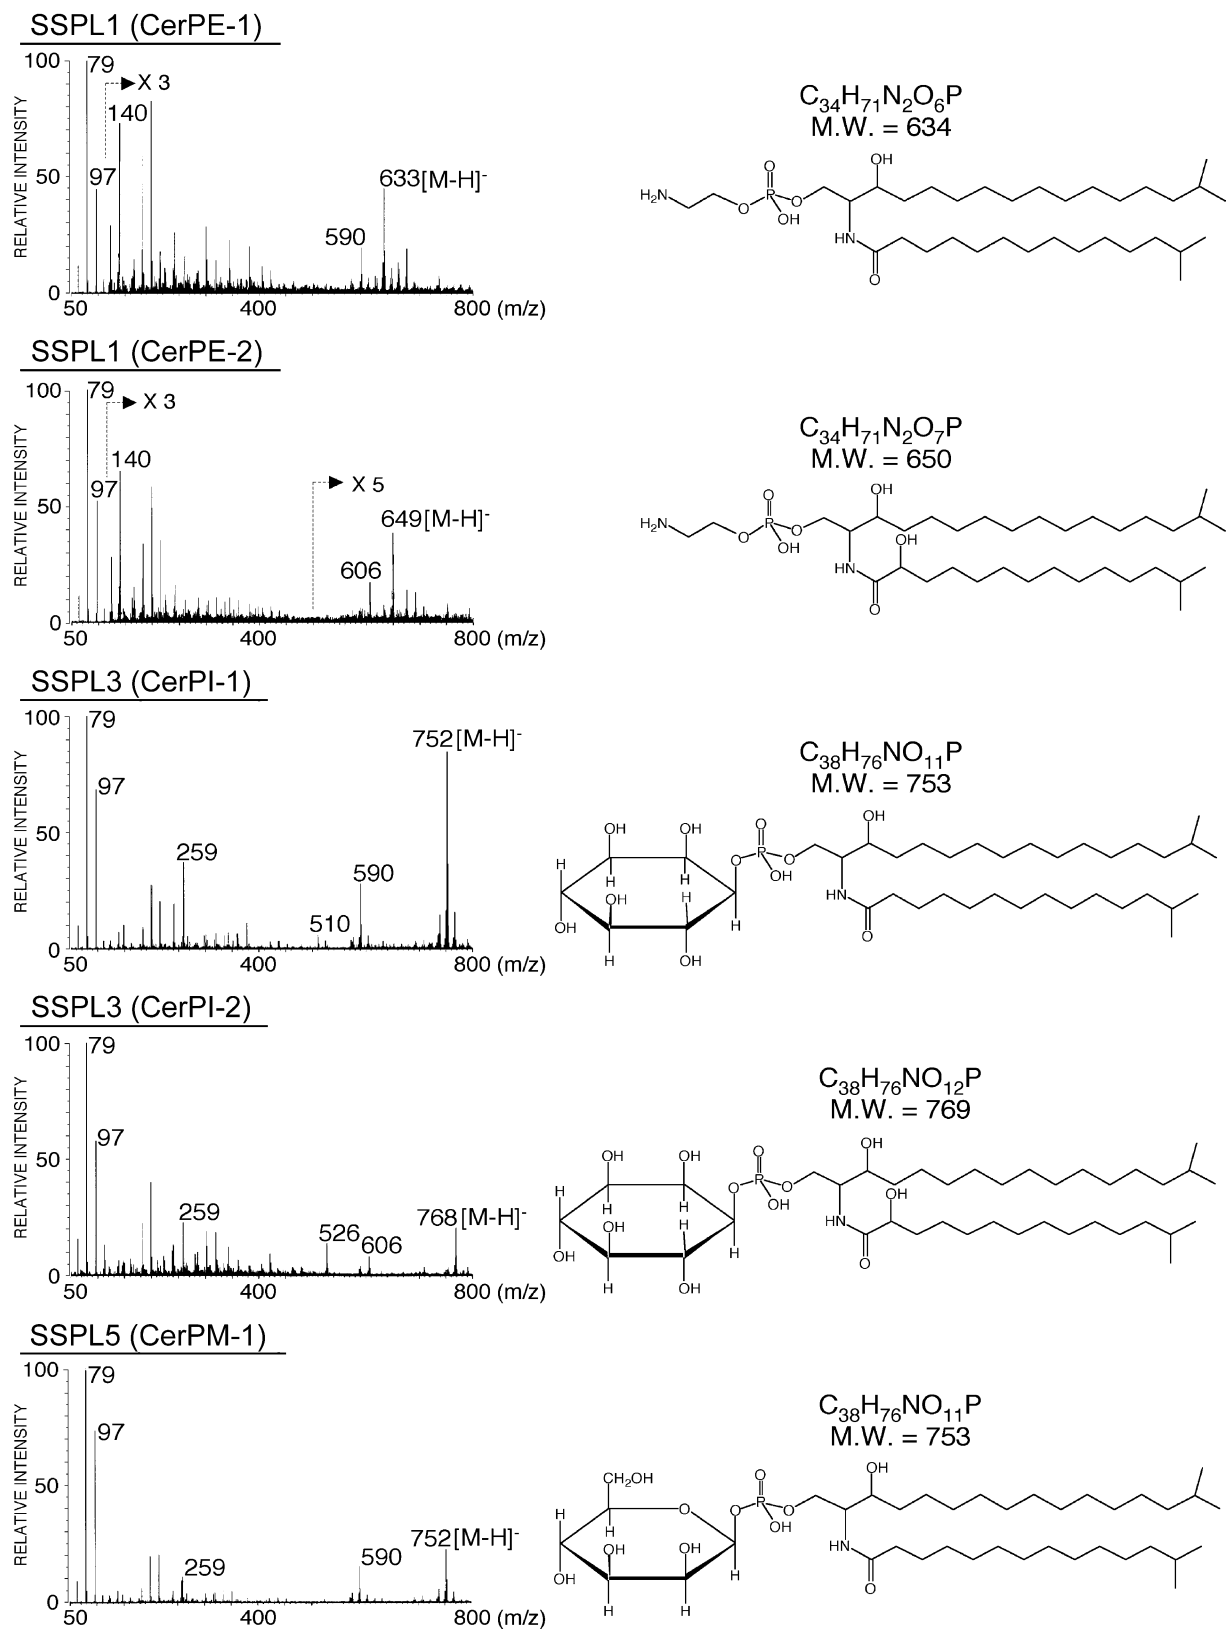 SSPL1 (CerPE-1)
RELATIVE INTENSITY
100
50
0
79
X 3
140
97
590
633[M-H]-
50
400
800 (m/z)
C34H71N2O6P
M.W. = 634
H2N
O
O
P
OH
O
OH
HN
O
SSPL1 (CerPE-2)
RELATIVE INTENSITY
100
50
0
79
X 3
140
97
X 5
649[M-H]-
606
50
400
800 (m/z)
C34H71N2O7P
M.W. = 650
H2N
O
O
P
OH
O
OH
OH
HN
O
SSPL3 (CerPI-1)
RELATIVE INTENSITY
100
50
0
79
97
259
510
590
752[M-H]-
50
400
800 (m/z)
C38H76NO11P
M.W. = 753
OH
OH
H
H
H
OH
H
OH
H
OH
H
O
O
P
OH
O
OH
HN
O
SSPL3 (CerPI-2)
RELATIVE INTENSITY
100
50
0
79
97
259
526
606
768[M-H]-
50
400
800 (m/z)
C38H76NO12P
M.W. = 769
OH
OH
H
H
H
OH
H
OH
H
OH
H
O
O
P
OH
O
OH
OH
HN
O
SSPL5 (CerPM-1)
RELATIVE INTENSITY
100
50
0
79
97
259
590
752[M-H]-
50
400
800 (m/z)
C38H76NO11P
M.W. = 753
CH2OH
O
H
H
OH
OH
OH
H
H
H
O
O
P
OH
O
OH
HN
O